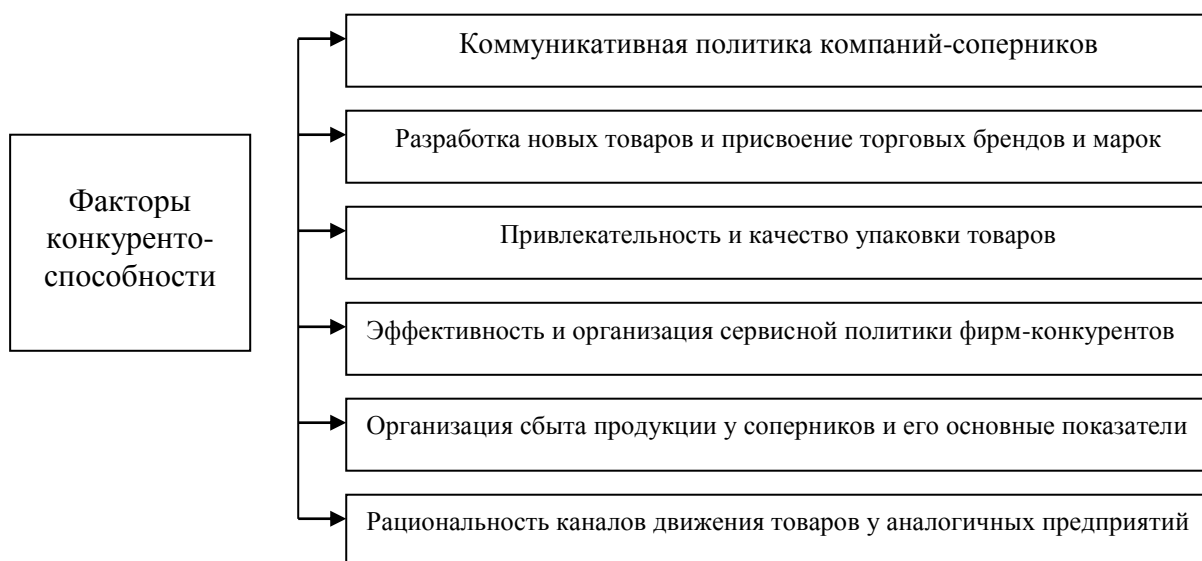 Факторы
конкуренто-
способности
Коммуникативная политика компаний-соперников
Разработка новых товаров и присвоение торговых брендов и марок
Привлекательность и качество упаковки товаров
Эффективность и организация сервисной политики фирм-конкурентов
Организация сбыта продукции у соперников и его основные показатели
Рациональность каналов движения товаров у аналогичных предприятий